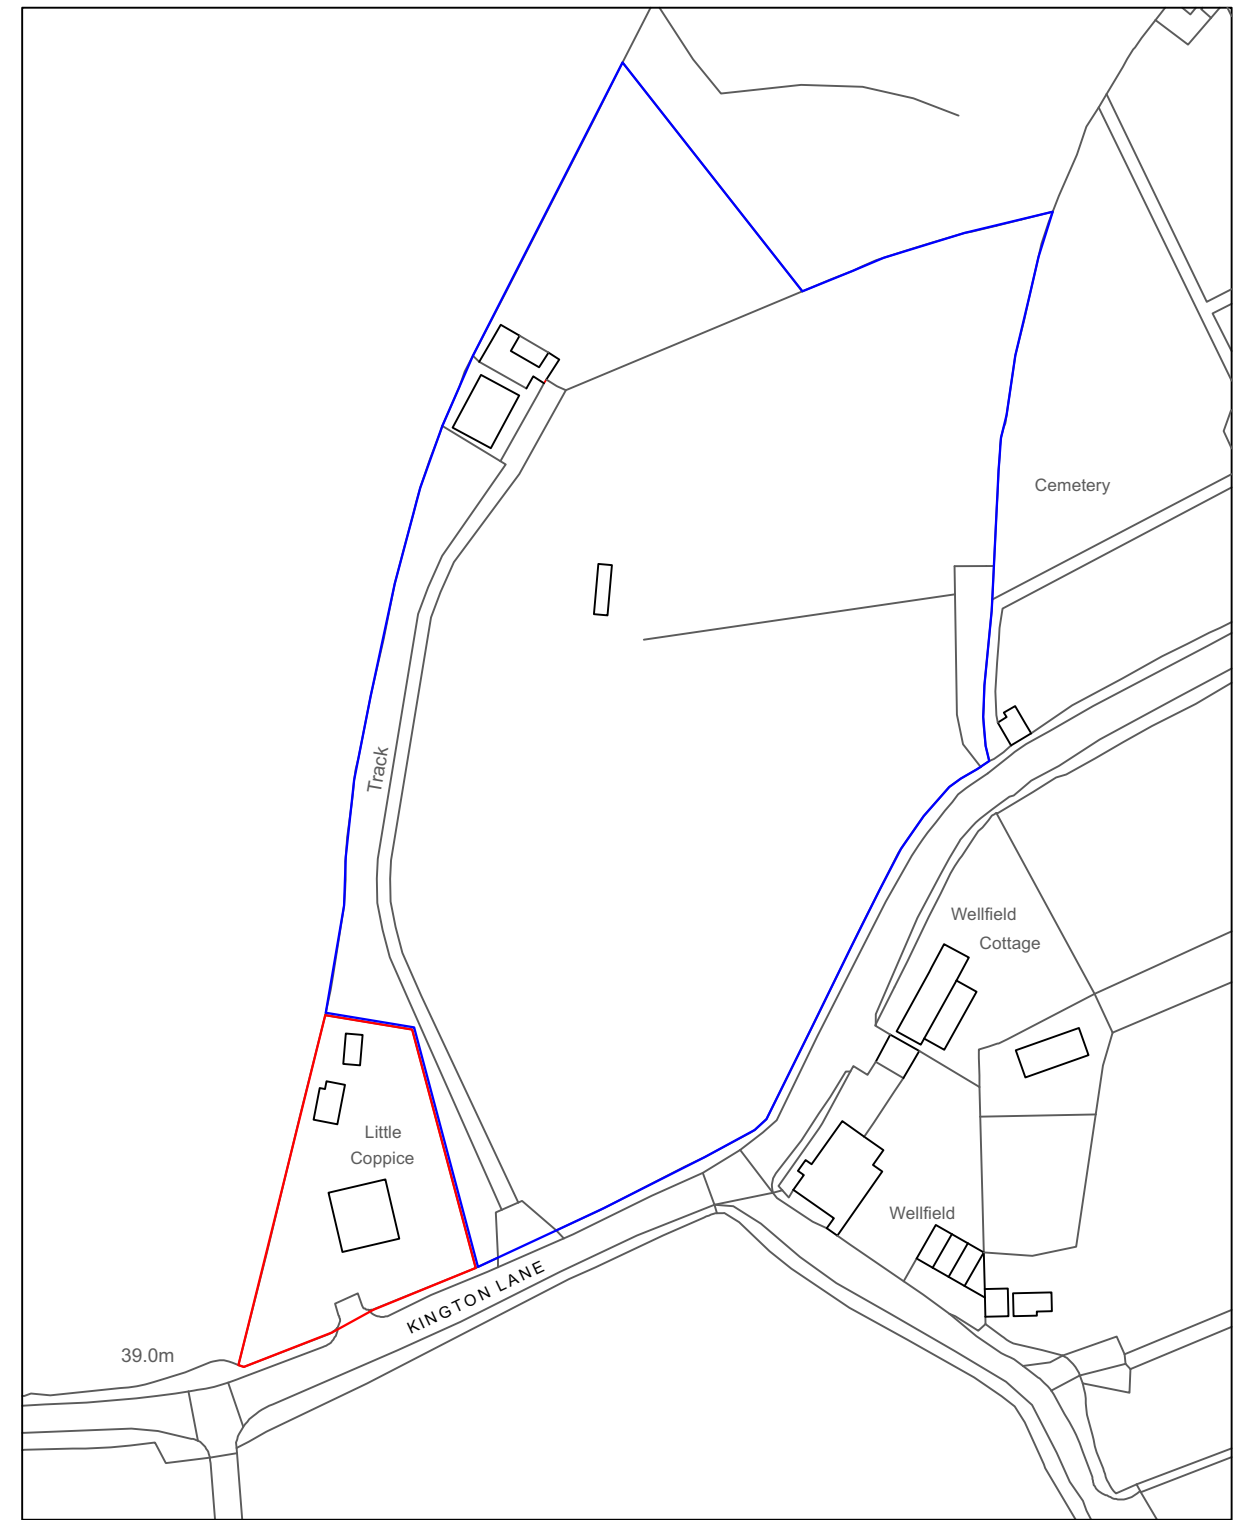 Cemetery
Track
Wellfield
Cottage
Little
Coppice
Wellfield
KINGTON LANE
39.0m